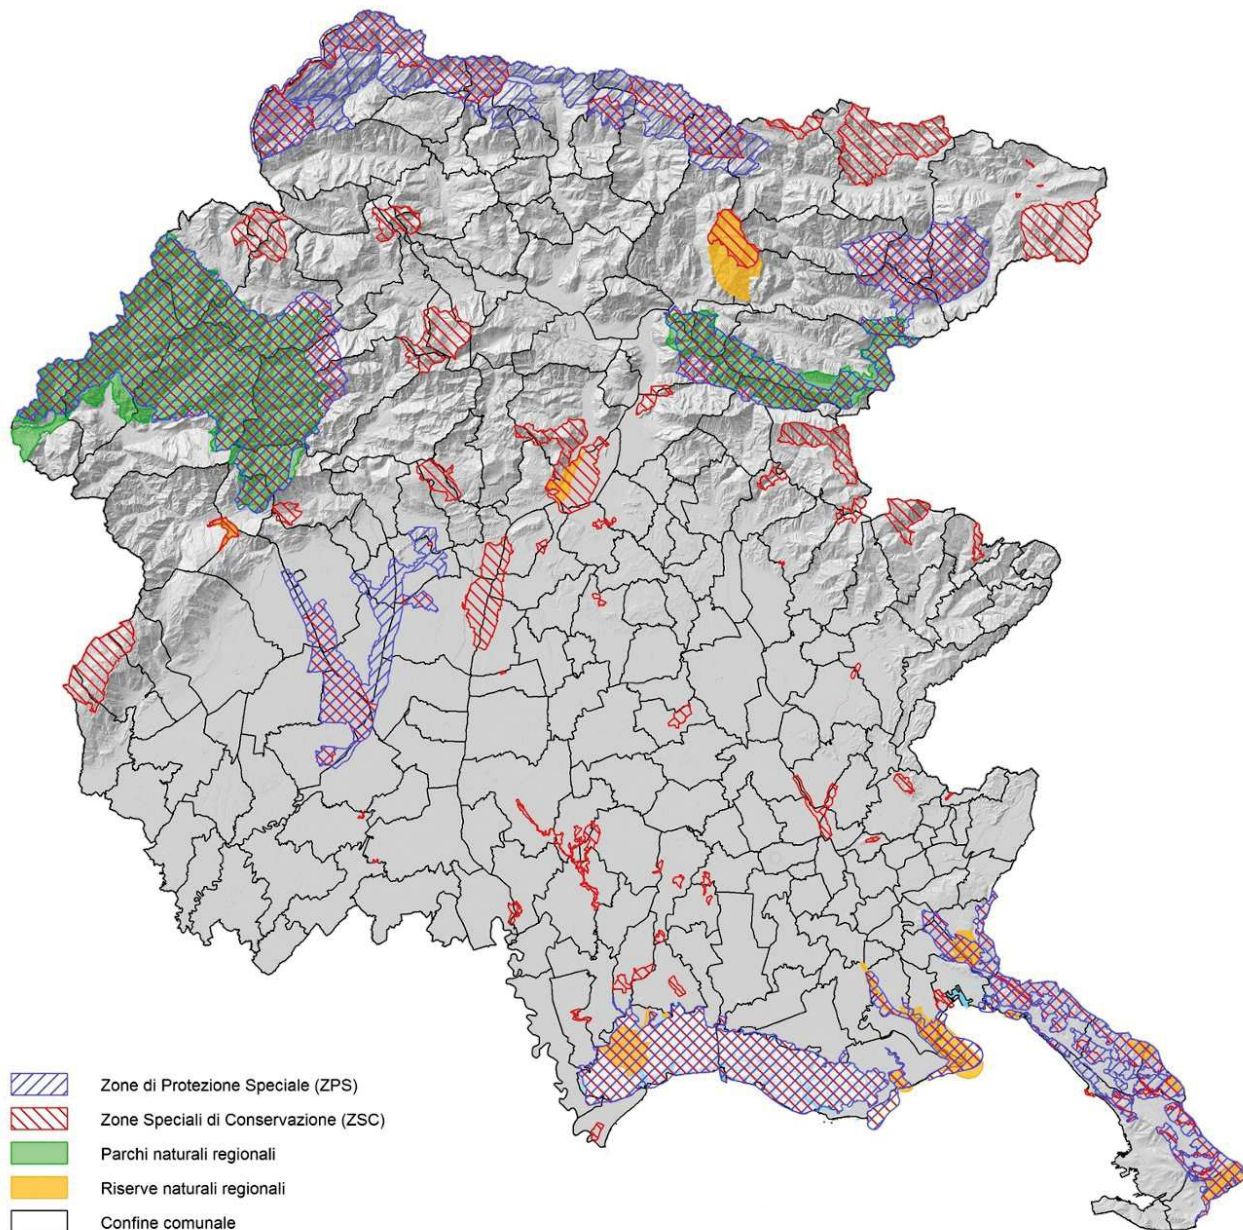 Zone di Protezione Speciale (ZPS)
Zone Speciali di Conservazione (ZSC)
Parchi naturali regionali
Riserve naturali regionali
Confine comunale